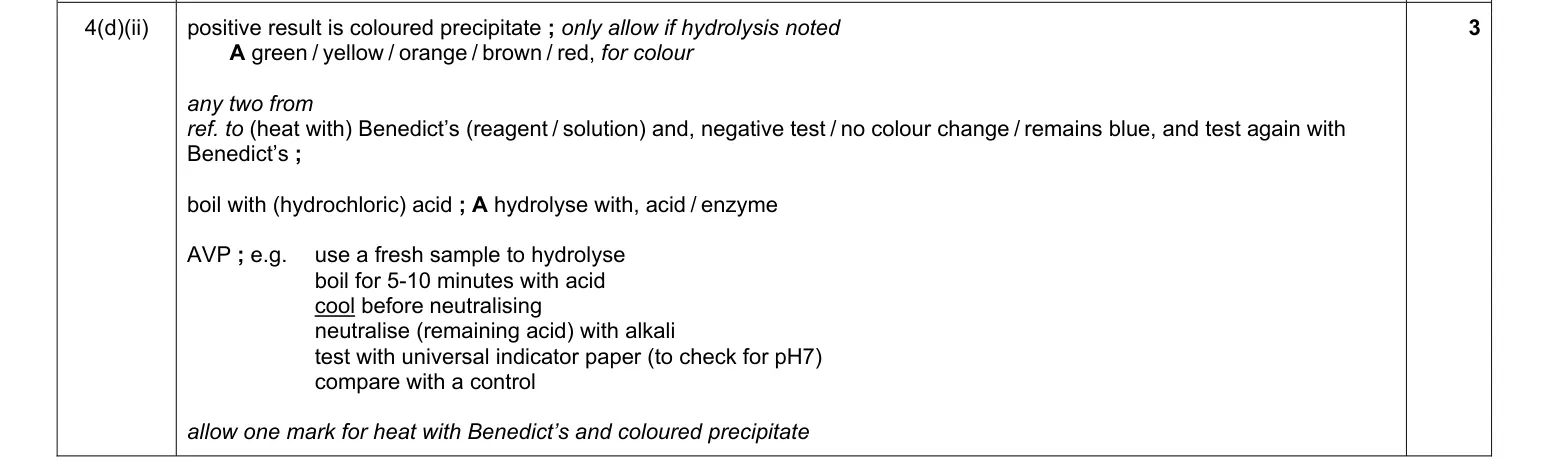 4(d)(ii)
positive result is coloured precipitate ; only allow if hydrolysis noted
3
A green / yellow / orange / brown / red, for colour
any two from
ref. to (heat with) Benedict's (reagent / solution) and, negative test / no colour change / remains blue, and test again with
Benedict's ;
boil with (hydrochloric) acid ; A hydrolyse with, acid / enzyme
AVP ; e.g. use a fresh sample to hydrolyse
boil for 5-10 minutes with acid
cool before neutralising
neutralise (remaining acid) with alkali
test with universal indicator paper (to check for pH7)
compare with a control
allow one mark for heat with Benedict's and coloured precipitate